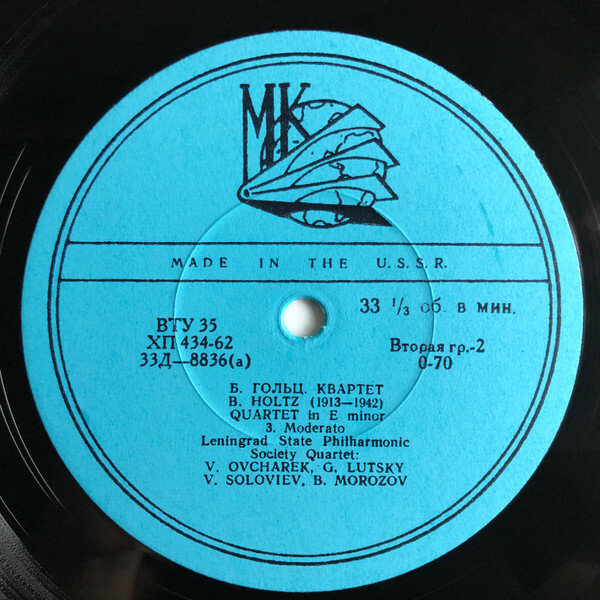 МК
MADE IN THE U.S.S.R.
33 1/3 об. в мин.
ВТУ 35
ХП 434-62
33Д—8836(а)
Вторая гр.-2
0-70
Б. ГОЛЬЦ. КВАРТЕТ
B. HOLTZ (1913—1942)
QUARTET in E minor
3. Moderato
Leningrad State Philharmonic
Society Quartet:
V. OVCHAREK, G. LUTSKY
V. SOLOVIEV, B. MOROZOV